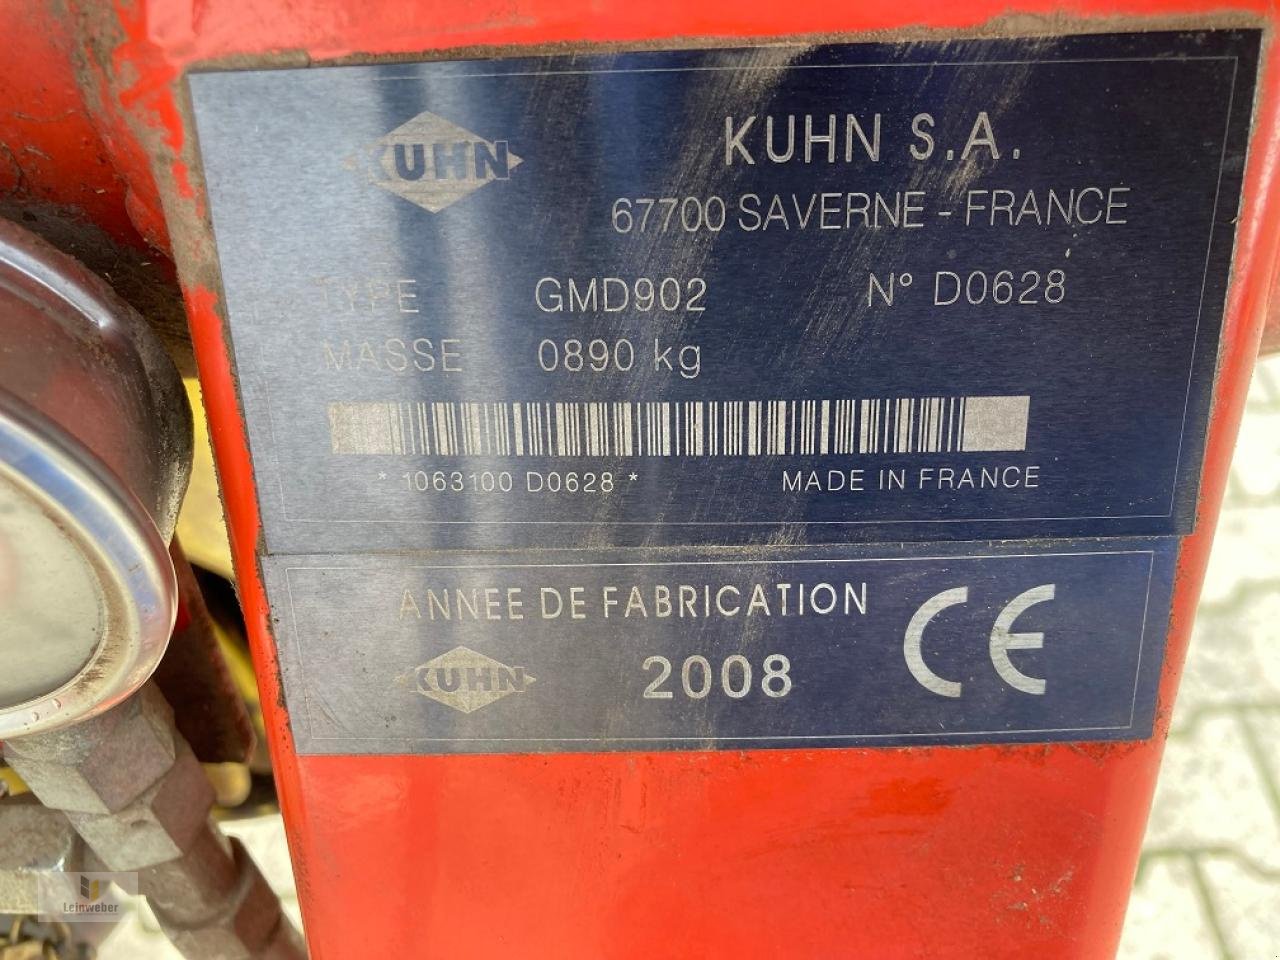 KUHN
KUHN S.A.
67700 SAVERNE - FRANCE
TYPE GMD902 N° D0628
MASSE 0890 kg
* 1063100 D0628 * MADE IN FRANCE
ANNEE DE FABRICATION
KUHN 2008 CE
Leinweber